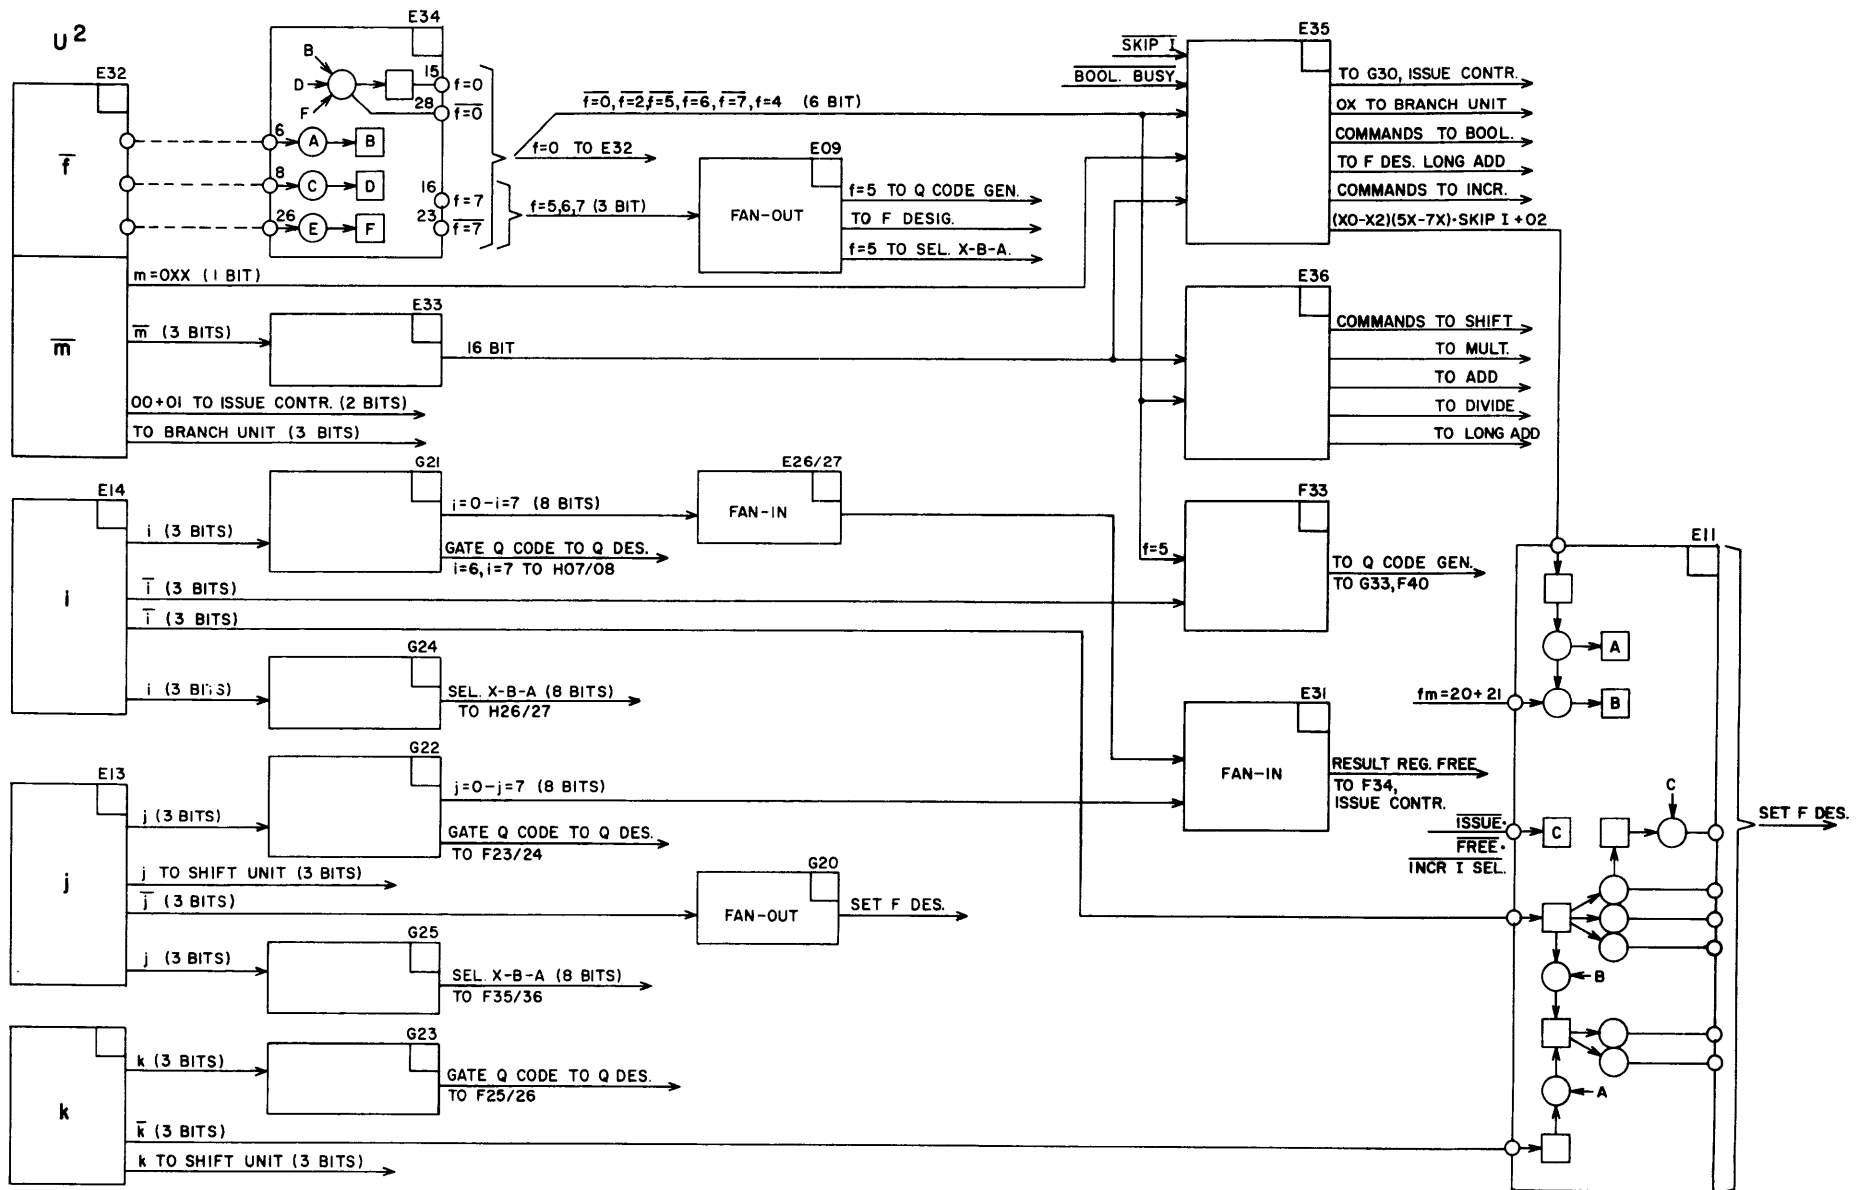 U²
E32
f̅
m̅
E34
B
D
F
15
f=0
28
f̅=̅0̅
6
A
B
8
C
D
26
E
F
16
f=7
23
f̅=̅7̅
f̅=̅0̅, f̅=̅2̅, f̅=̅5̅, f̅=̅6̅, f̅=̅7̅, f=4 (6 BIT)
f=0 TO E32
f=5,6,7 (3 BIT)
E09
FAN-OUT
f=5 TO Q CODE GEN.
TO F DESIG.
f=5 TO SEL. X-B-A.
S̅K̅I̅P̅ I̅
B̅O̅O̅L̅.̅ B̅U̅S̅Y̅
E35
TO G30, ISSUE CONTR.
OX TO BRANCH UNIT
COMMANDS TO BOOL.
TO F DES. LONG ADD
COMMANDS TO INCR.
(X0-X2)(5X-7X)·SKIP I+02
m=0XX (1 BIT)
E33
m̅ (3 BITS)
16 BIT
00+01 TO ISSUE CONTR. (2 BITS)
TO BRANCH UNIT (3 BITS)
E36
COMMANDS TO SHIFT
TO MULT.
TO ADD
TO DIVIDE
TO LONG ADD
E14
i
i (3 BITS)
G21
i=0-i=7 (8 BITS)
GATE Q CODE TO Q DES.
i=6, i=7 TO H07/08
E26/27
FAN-IN
i̅ (3 BITS)
i̅ (3 BITS)
i (3 BITS)
G24
SEL. X-B-A (8 BITS)
TO H26/27
F33
f=5
TO Q CODE GEN.
TO G33, F40
E31
FAN-IN
RESULT REG. FREE
TO F34,
ISSUE CONTR.
E13
j
j (3 BITS)
G22
j=0-j=7 (8 BITS)
GATE Q CODE TO Q DES.
TO F23/24
j TO SHIFT UNIT (3 BITS)
j̅ (3 BITS)
G20
FAN-OUT
SET F DES.
j (3 BITS)
G25
SEL. X-B-A (8 BITS)
TO F35/36
k
k (3 BITS)
G23
GATE Q CODE TO Q DES.
TO F25/26
k̅ (3 BITS)
k TO SHIFT UNIT (3 BITS)
E11
A
fm=20+21
B
C
I̅S̅S̅U̅E̅·
F̅R̅E̅E̅·
I̅N̅C̅R̅ I̅ S̅E̅L̅.̅
C
B
A
SET F DES.